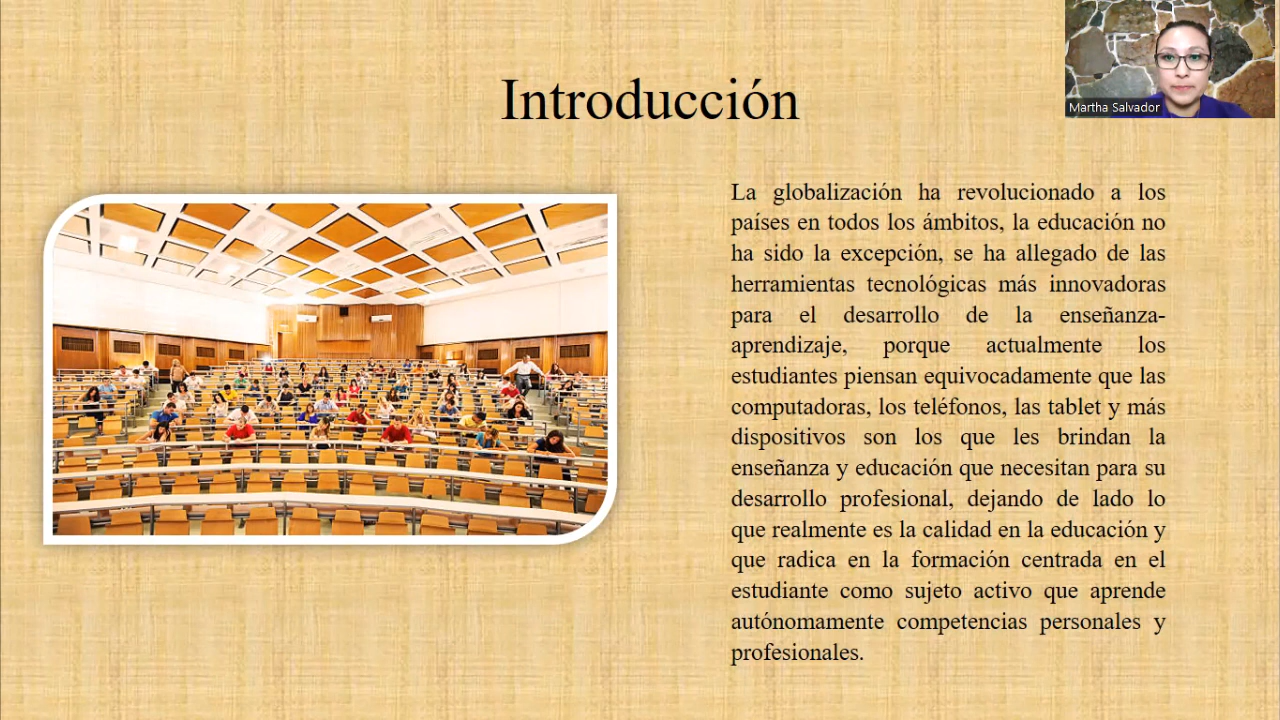 Introducción
Martha Salvador
La globalización ha revolucionado a los
países en todos los ámbitos, la educación no
ha sido la excepción, se ha allegado de las
herramientas tecnológicas más innovadoras
para el desarrollo de la enseñanza-
aprendizaje, porque actualmente los
estudiantes piensan equivocadamente que las
computadoras, los teléfonos, las tablet y más
dispositivos son los que les brindan la
enseñanza y educación que necesitan para su
desarrollo profesional, dejando de lado lo
que realmente es la calidad en la educación y
que radica en la formación centrada en el
estudiante como sujeto activo que aprende
autónomamente competencias personales y
profesionales.